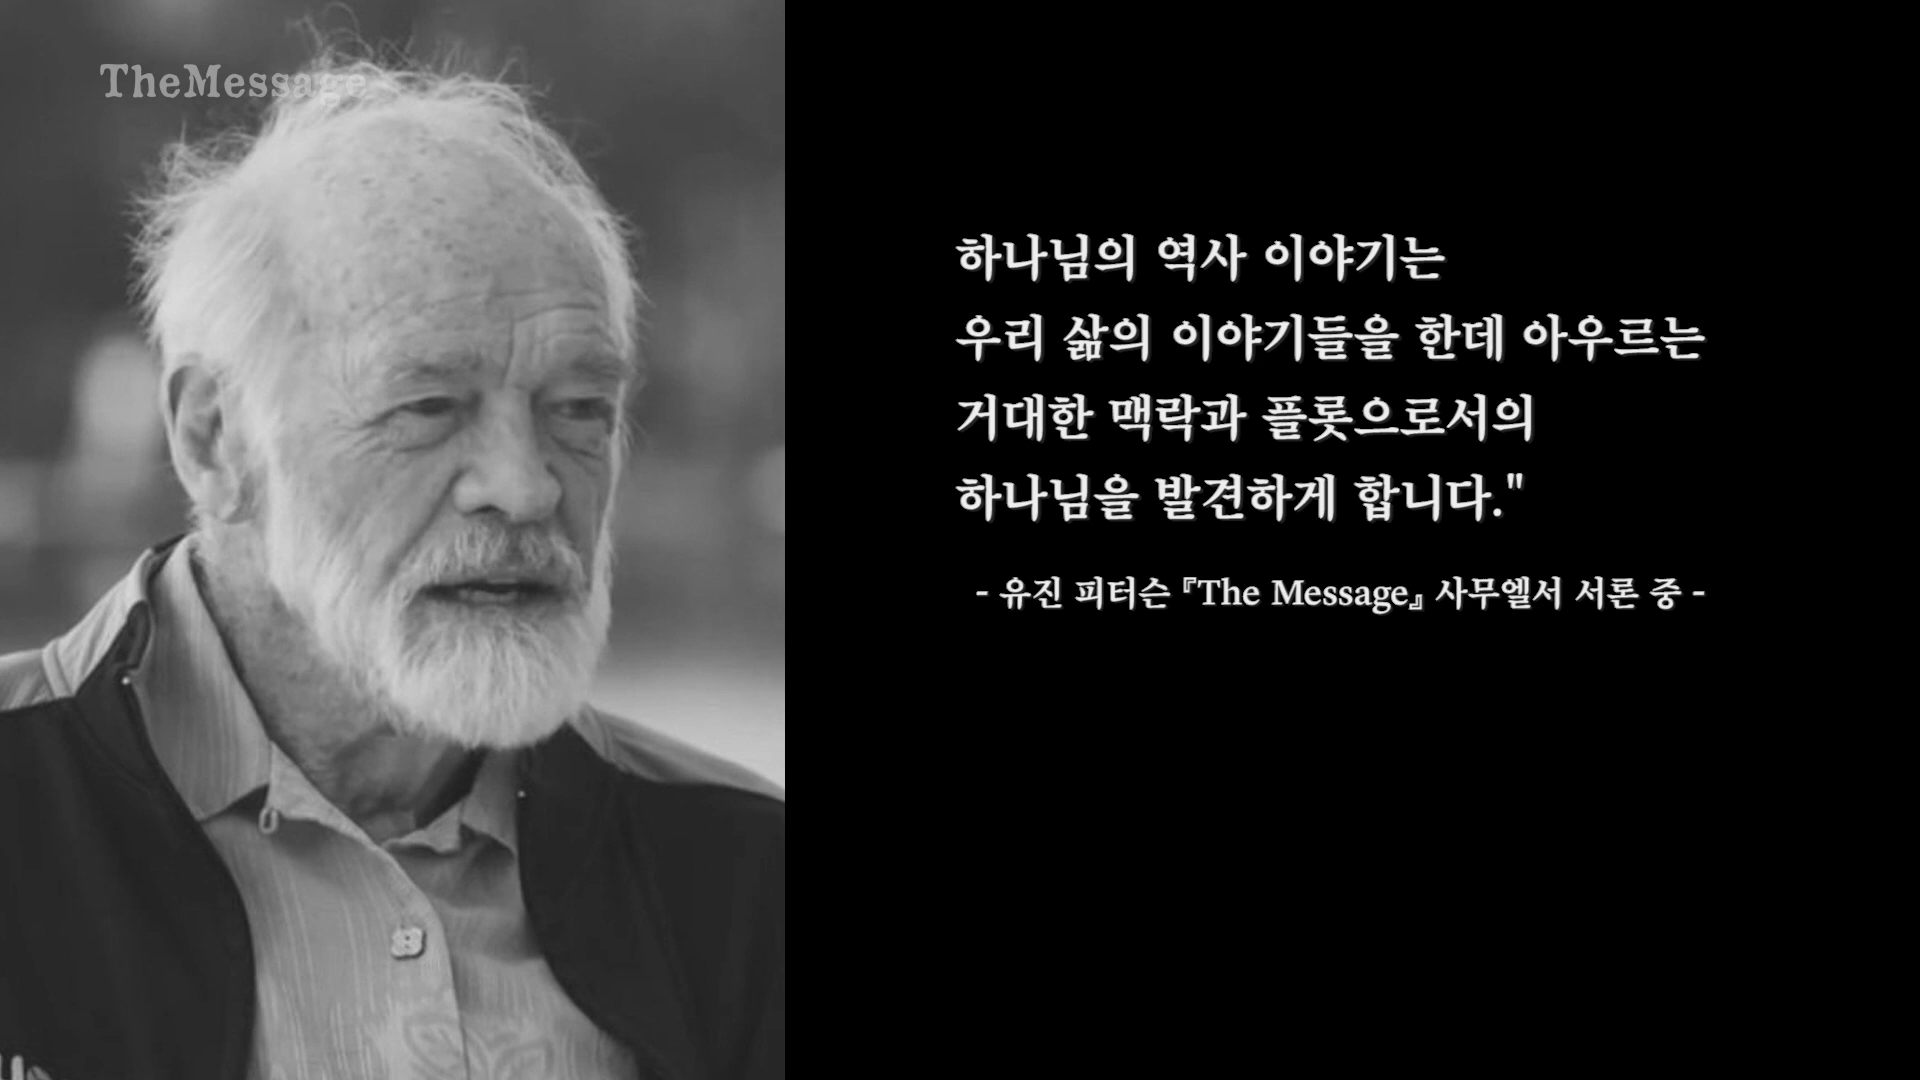 TheMessage
하나님의 역사 이야기는
우리 삶의 이야기들을 한데 아우르는
거대한 맥락과 플롯으로서의
하나님을 발견하게 합니다."
- 유진 피터슨 『The Message』 사무엘서 서론 중 -